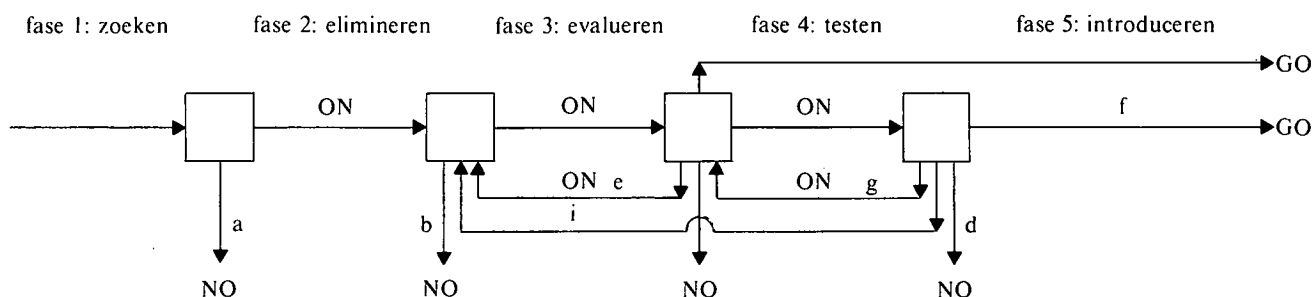 fase 1: zoeken fase 2: elimineren fase 3: evalueren fase 4: testen fase 5: introduceren
GO
ON ON ON f
GO
ON e ON g
i
a b d
NO NO NO NO